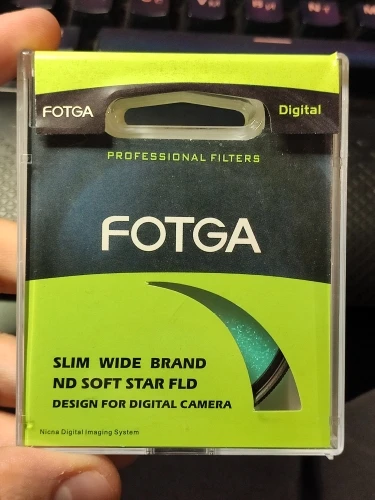 FOTGA
Digital
PROFESSIONAL FILTERS
FOTGA
SLIM WIDE BRAND
ND SOFT STAR FLD
DESIGN FOR DIGITAL CAMERA
Nicna Digital Imaging System